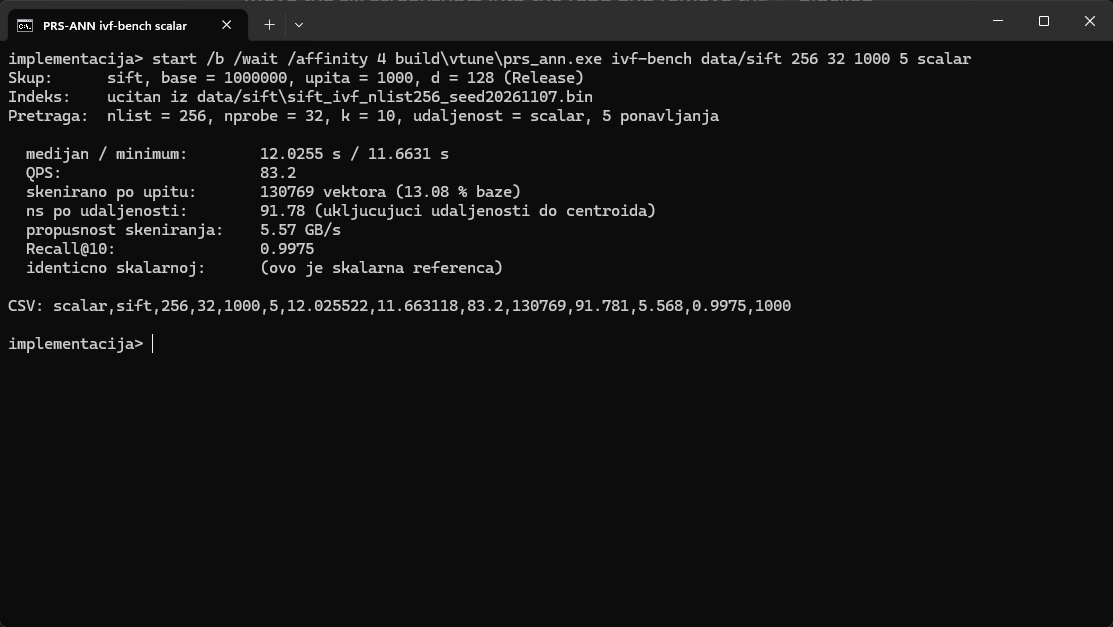 PRS-ANN ivf-bench scalar
implementacija> start /b /wait /affinity 4 build\vtune\prs_ann.exe ivf-bench data/sift 256 32 1000 5 scalar
Skup: sift, base = 1000000, upita = 1000, d = 128 (Release)
Indeks: ucitan iz data/sift\sift_ivf_nlist256_seed20261107.bin
Pretraga: nlist = 256, nprobe = 32, k = 10, udaljenost = scalar, 5 ponavljanja
medijan / minimum: 12.0255 s / 11.6631 s
QPS: 83.2
skenirano po upitu: 130769 vektora (13.08 % baze)
ns po udaljenosti: 91.78 (ukljucujuci udaljenosti do centroida)
propusnost skeniranja: 5.57 GB/s
Recall@10: 0.9975
identicno skalarnoj: (ovo je skalarna referenca)
CSV: scalar,sift,256,32,1000,5,12.025522,11.663118,83.2,130769,91.781,5.568,0.9975,1000
implementacija>